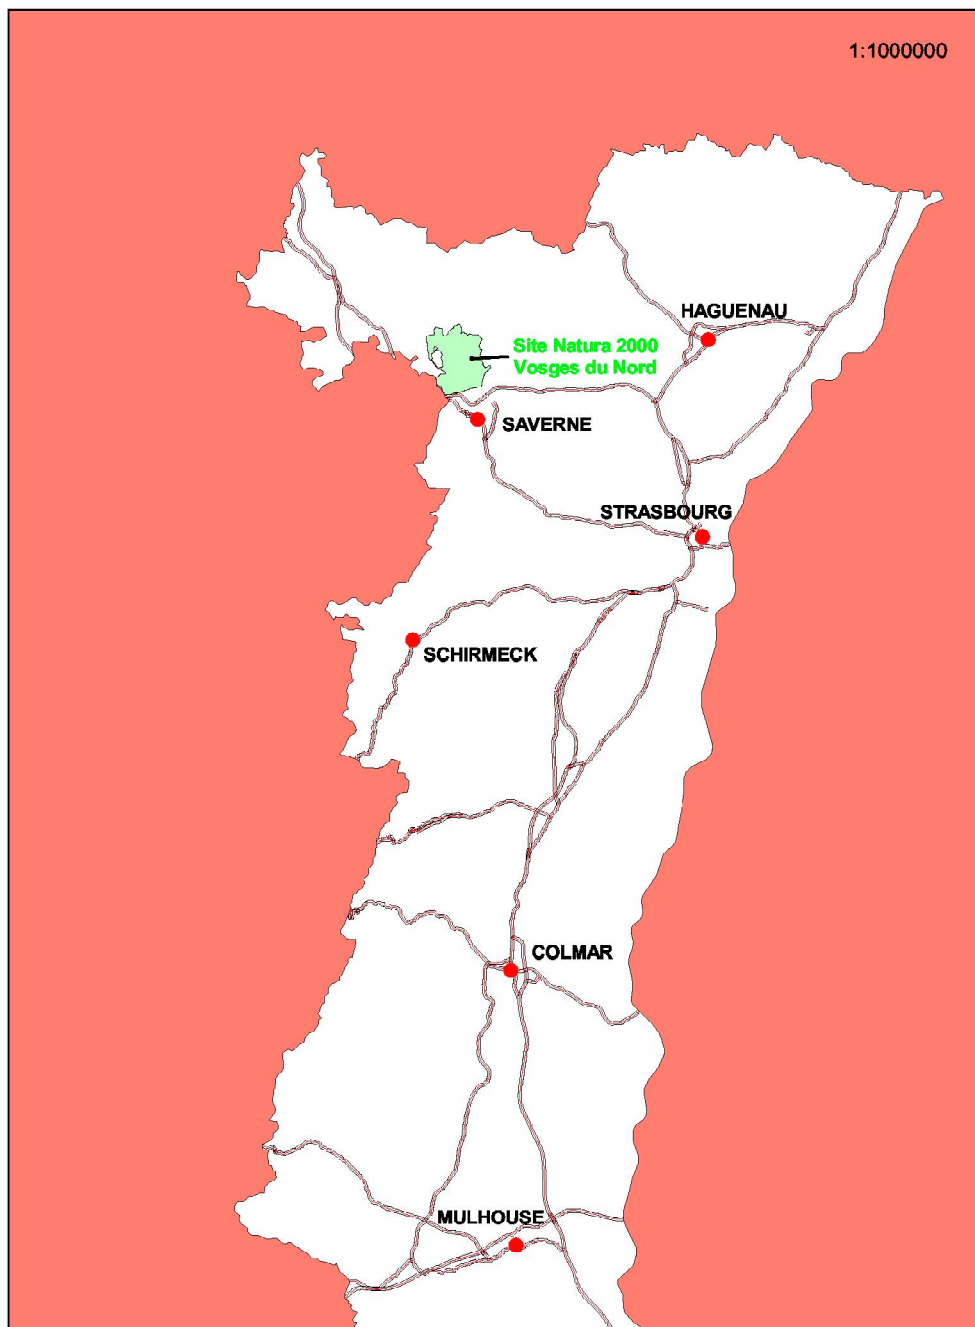 1:1000000
HAGUENAU
Site Natura 2000
Vosges du Nord
SAVERNE
STRASBOURG
SCHIRMECK
COLMAR
MULHOUSE